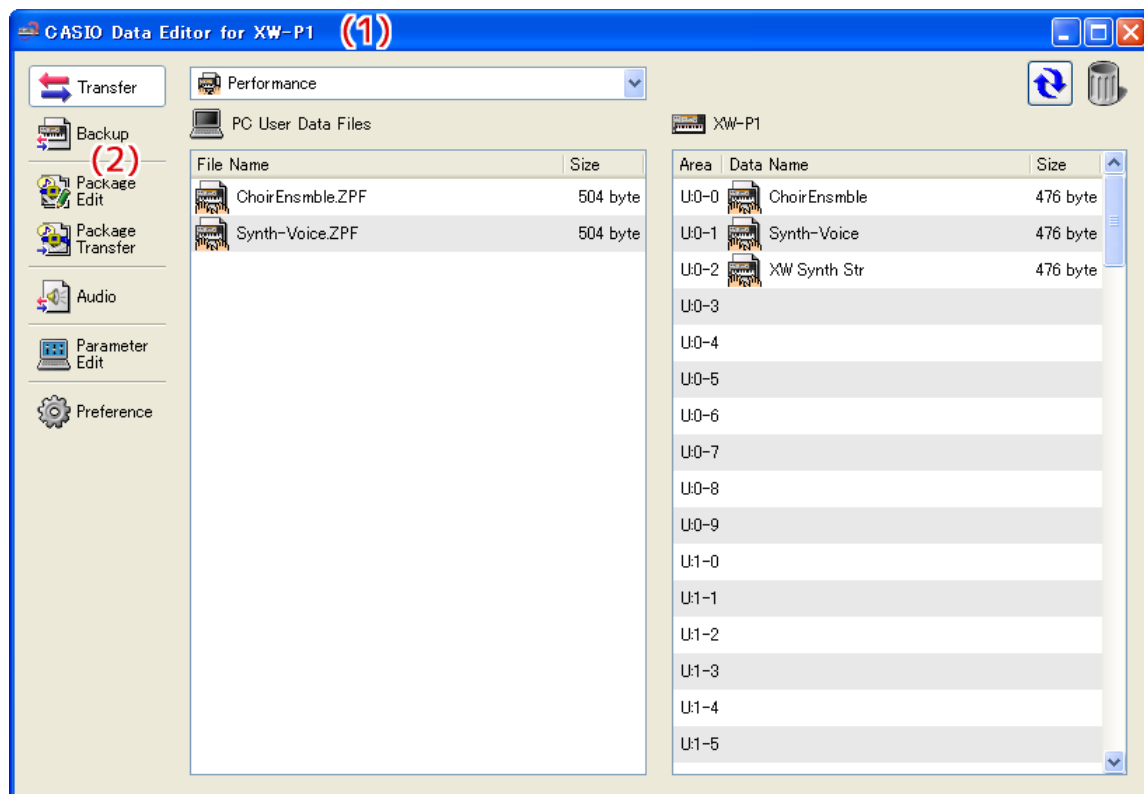 CASIO Data Editor for XW-P1 (1)
Transfer
Performance
Backup
PC User Data Files
XW-P1
(2)
Package
Edit
Package
Transfer
Audio
Parameter
Edit
Preference
File Name Size
ChoirEnsmble.ZPF 504 byte
Synth-Voice.ZPF 504 byte
Area Data Name Size
U:0-0 ChoirEnsmble 476 byte
U:0-1 Synth-Voice 476 byte
U:0-2 XW Synth Str 476 byte
U:0-3
U:0-4
U:0-5
U:0-6
U:0-7
U:0-8
U:0-9
U:1-0
U:1-1
U:1-2
U:1-3
U:1-4
U:1-5